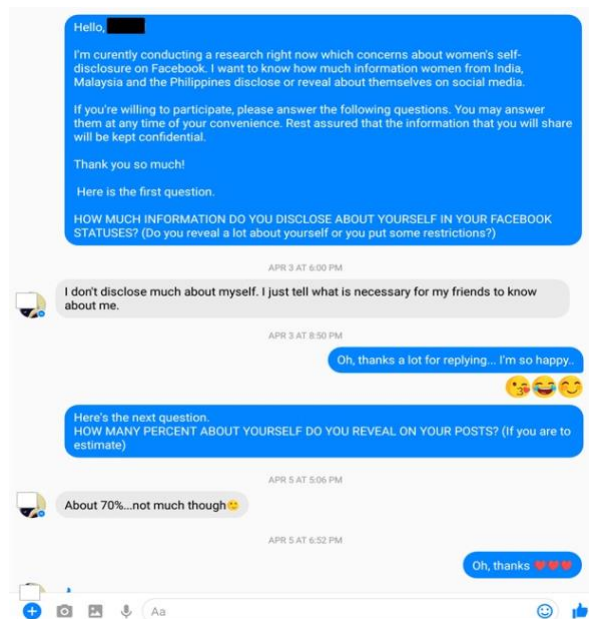 Hello,
I'm curently conducting a research right now which concerns about women's self-
disclosure on Facebook. I want to know how much information women from India,
Malaysia and the Philippines disclose or reveal about themselves on social media.
If you're willing to participate, please answer the following questions. You may answer
them at any time of your convenience. Rest assured that the information that you will share
will be kept confidential.
Thank you so much!
Here is the first question.
HOW MUCH INFORMATION DO YOU DISCLOSE ABOUT YOURSELF IN YOUR FACEBOOK
STATUSES? (Do you reveal a lot about yourself or you put some restrictions?)
APR 3 AT 6:00 PM
I don't disclose much about myself. I just tell what is necessary for my friends to know
about me.
APR 3 AT 8:50 PM
Oh, thanks a lot for replying... I'm so happy..
😘😂😊
Here's the next question.
HOW MANY PERCENT ABOUT YOURSELF DO YOU REVEAL ON YOUR POSTS? (If you are to
estimate)
APR 5 AT 5:06 PM
About 70%...not much though🙂
APR 5 AT 6:52 PM
Oh, thanks ❤❤❤
Aa